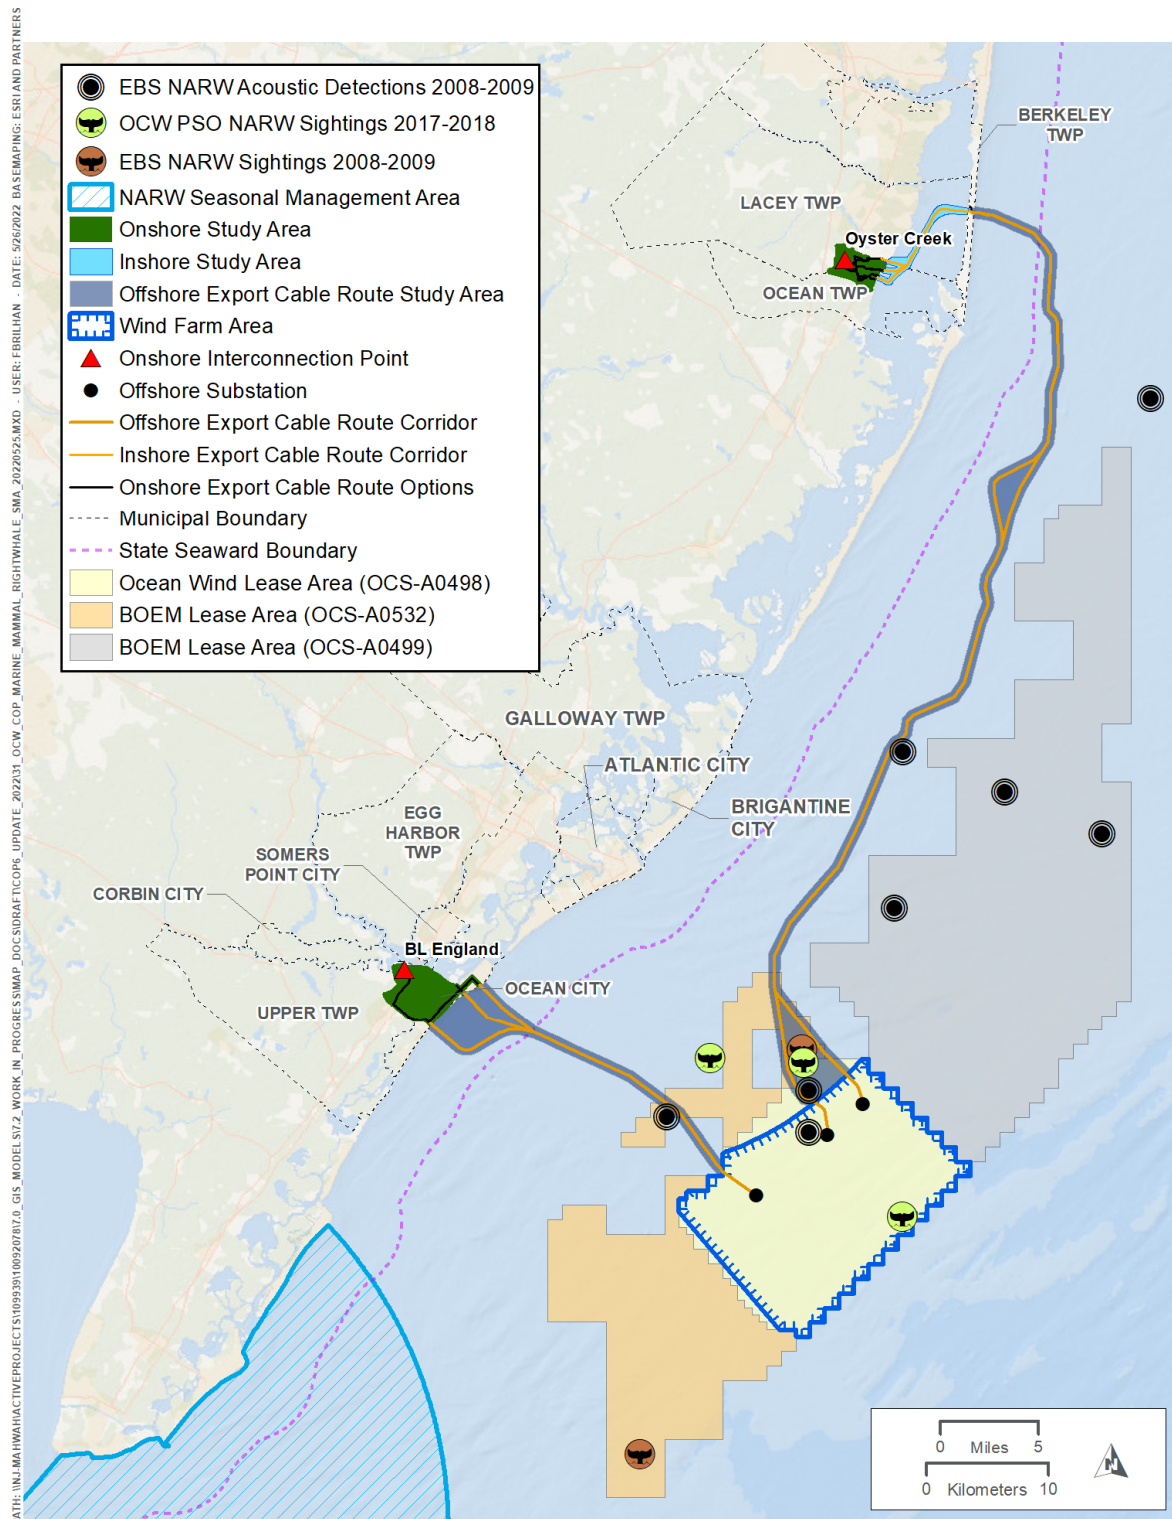 EBS NARW Acoustic Detections 2008-2009
OCW PSO NARW Sightings 2017-2018
EBS NARW Sightings 2008-2009
NARW Seasonal Management Area
Onshore Study Area
Inshore Study Area
Offshore Export Cable Route Study Area
Wind Farm Area
Onshore Interconnection Point
Offshore Substation
Offshore Export Cable Route Corridor
Inshore Export Cable Route Corridor
Onshore Export Cable Route Options
Municipal Boundary
State Seaward Boundary
Ocean Wind Lease Area (OCS-A0498)
BOEM Lease Area (OCS-A0532)
BOEM Lease Area (OCS-A0499)
BERKELEY
TWP
LACEY TWP
Oyster Creek
OCEAN TWP
GALLOWAY TWP
ATLANTIC CITY
BRIGANTINE
CITY
EGG
HARBOR
TWP
SOMERS
POINT CITY
CORBIN CITY
BL England
OCEAN CITY
UPPER TWP
0 Miles 5
0 Kilometers 10
N